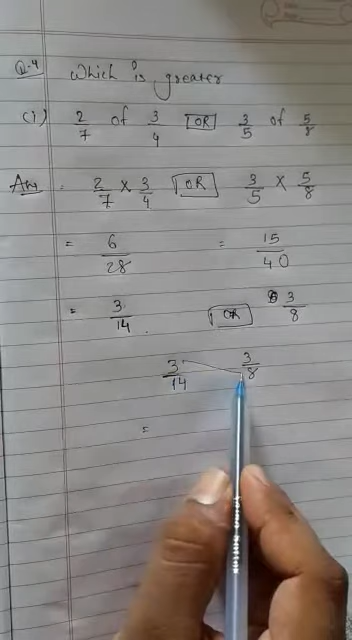 Q.4 Which is greater
(i) 2/7 of 3/4 OR 3/5 of 5/8
Ans = 2/7 × 3/4 OR 3/5 × 5/8
= 6/28 = 15/40
= 3/14 . OR 3/8
3/14 3/8
=